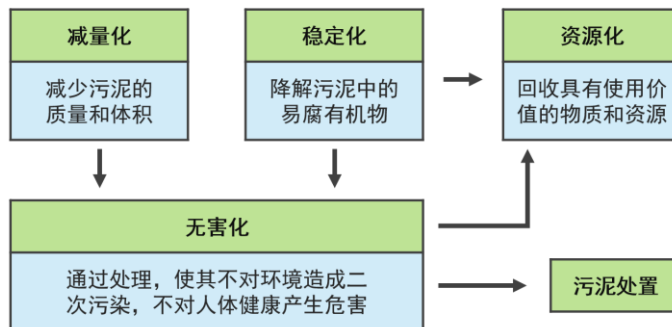 减量化
减少污泥的
质量和体积
稳定化
降解污泥中的
易腐有机物
资源化
回收具有使用价
值的物质和资源
无害化
通过处理，使其不对环境造成二
次污染，不对人体健康产生危害
污泥处置